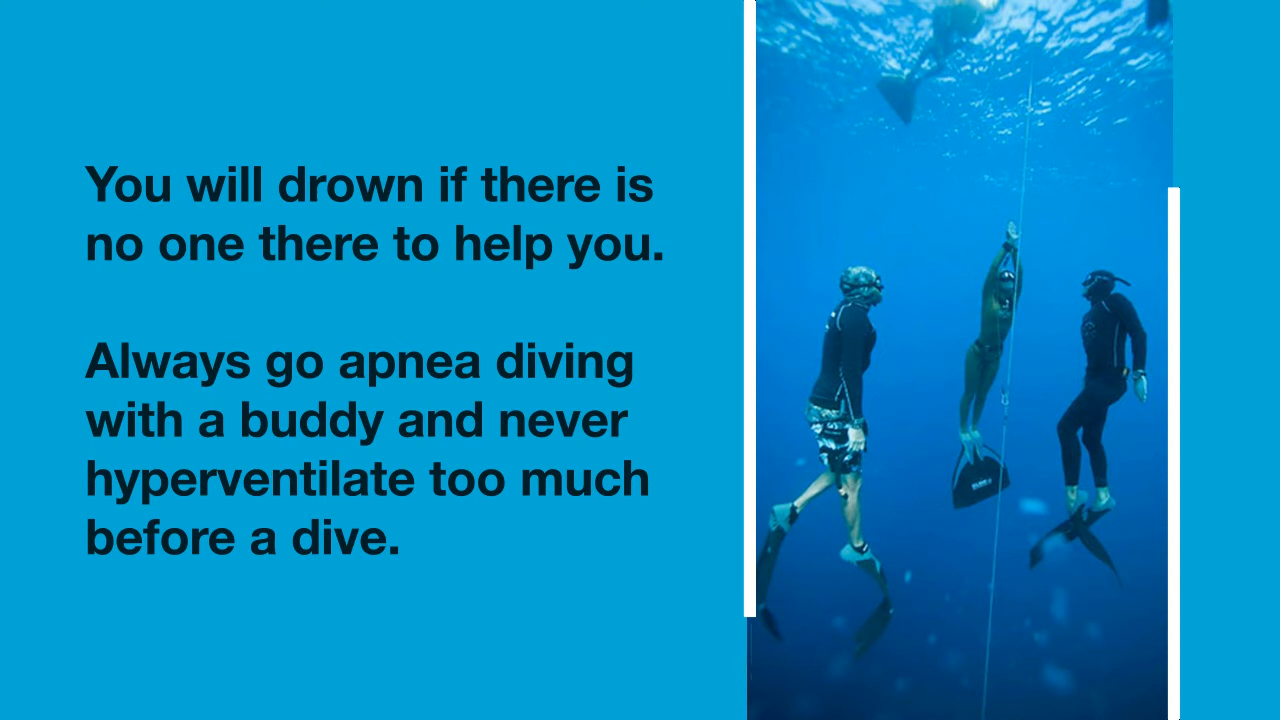 You will drown if there is
no one there to help you.
Always go apnea diving
with a buddy and never
hyperventilate too much
before a dive.